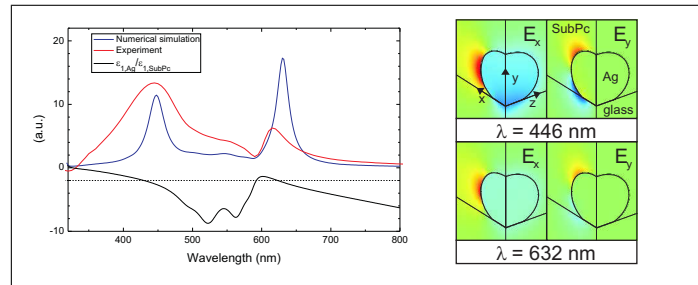 Numerical simulation
Experiment
ε1,Ag/ε1,SubPc
20
10
0
-10
(a.u.)
400 500 600 700 800
Wavelength (nm)
SubPc Ex Ey
y Ag
x z glass
λ = 446 nm
Ex Ey
λ = 632 nm